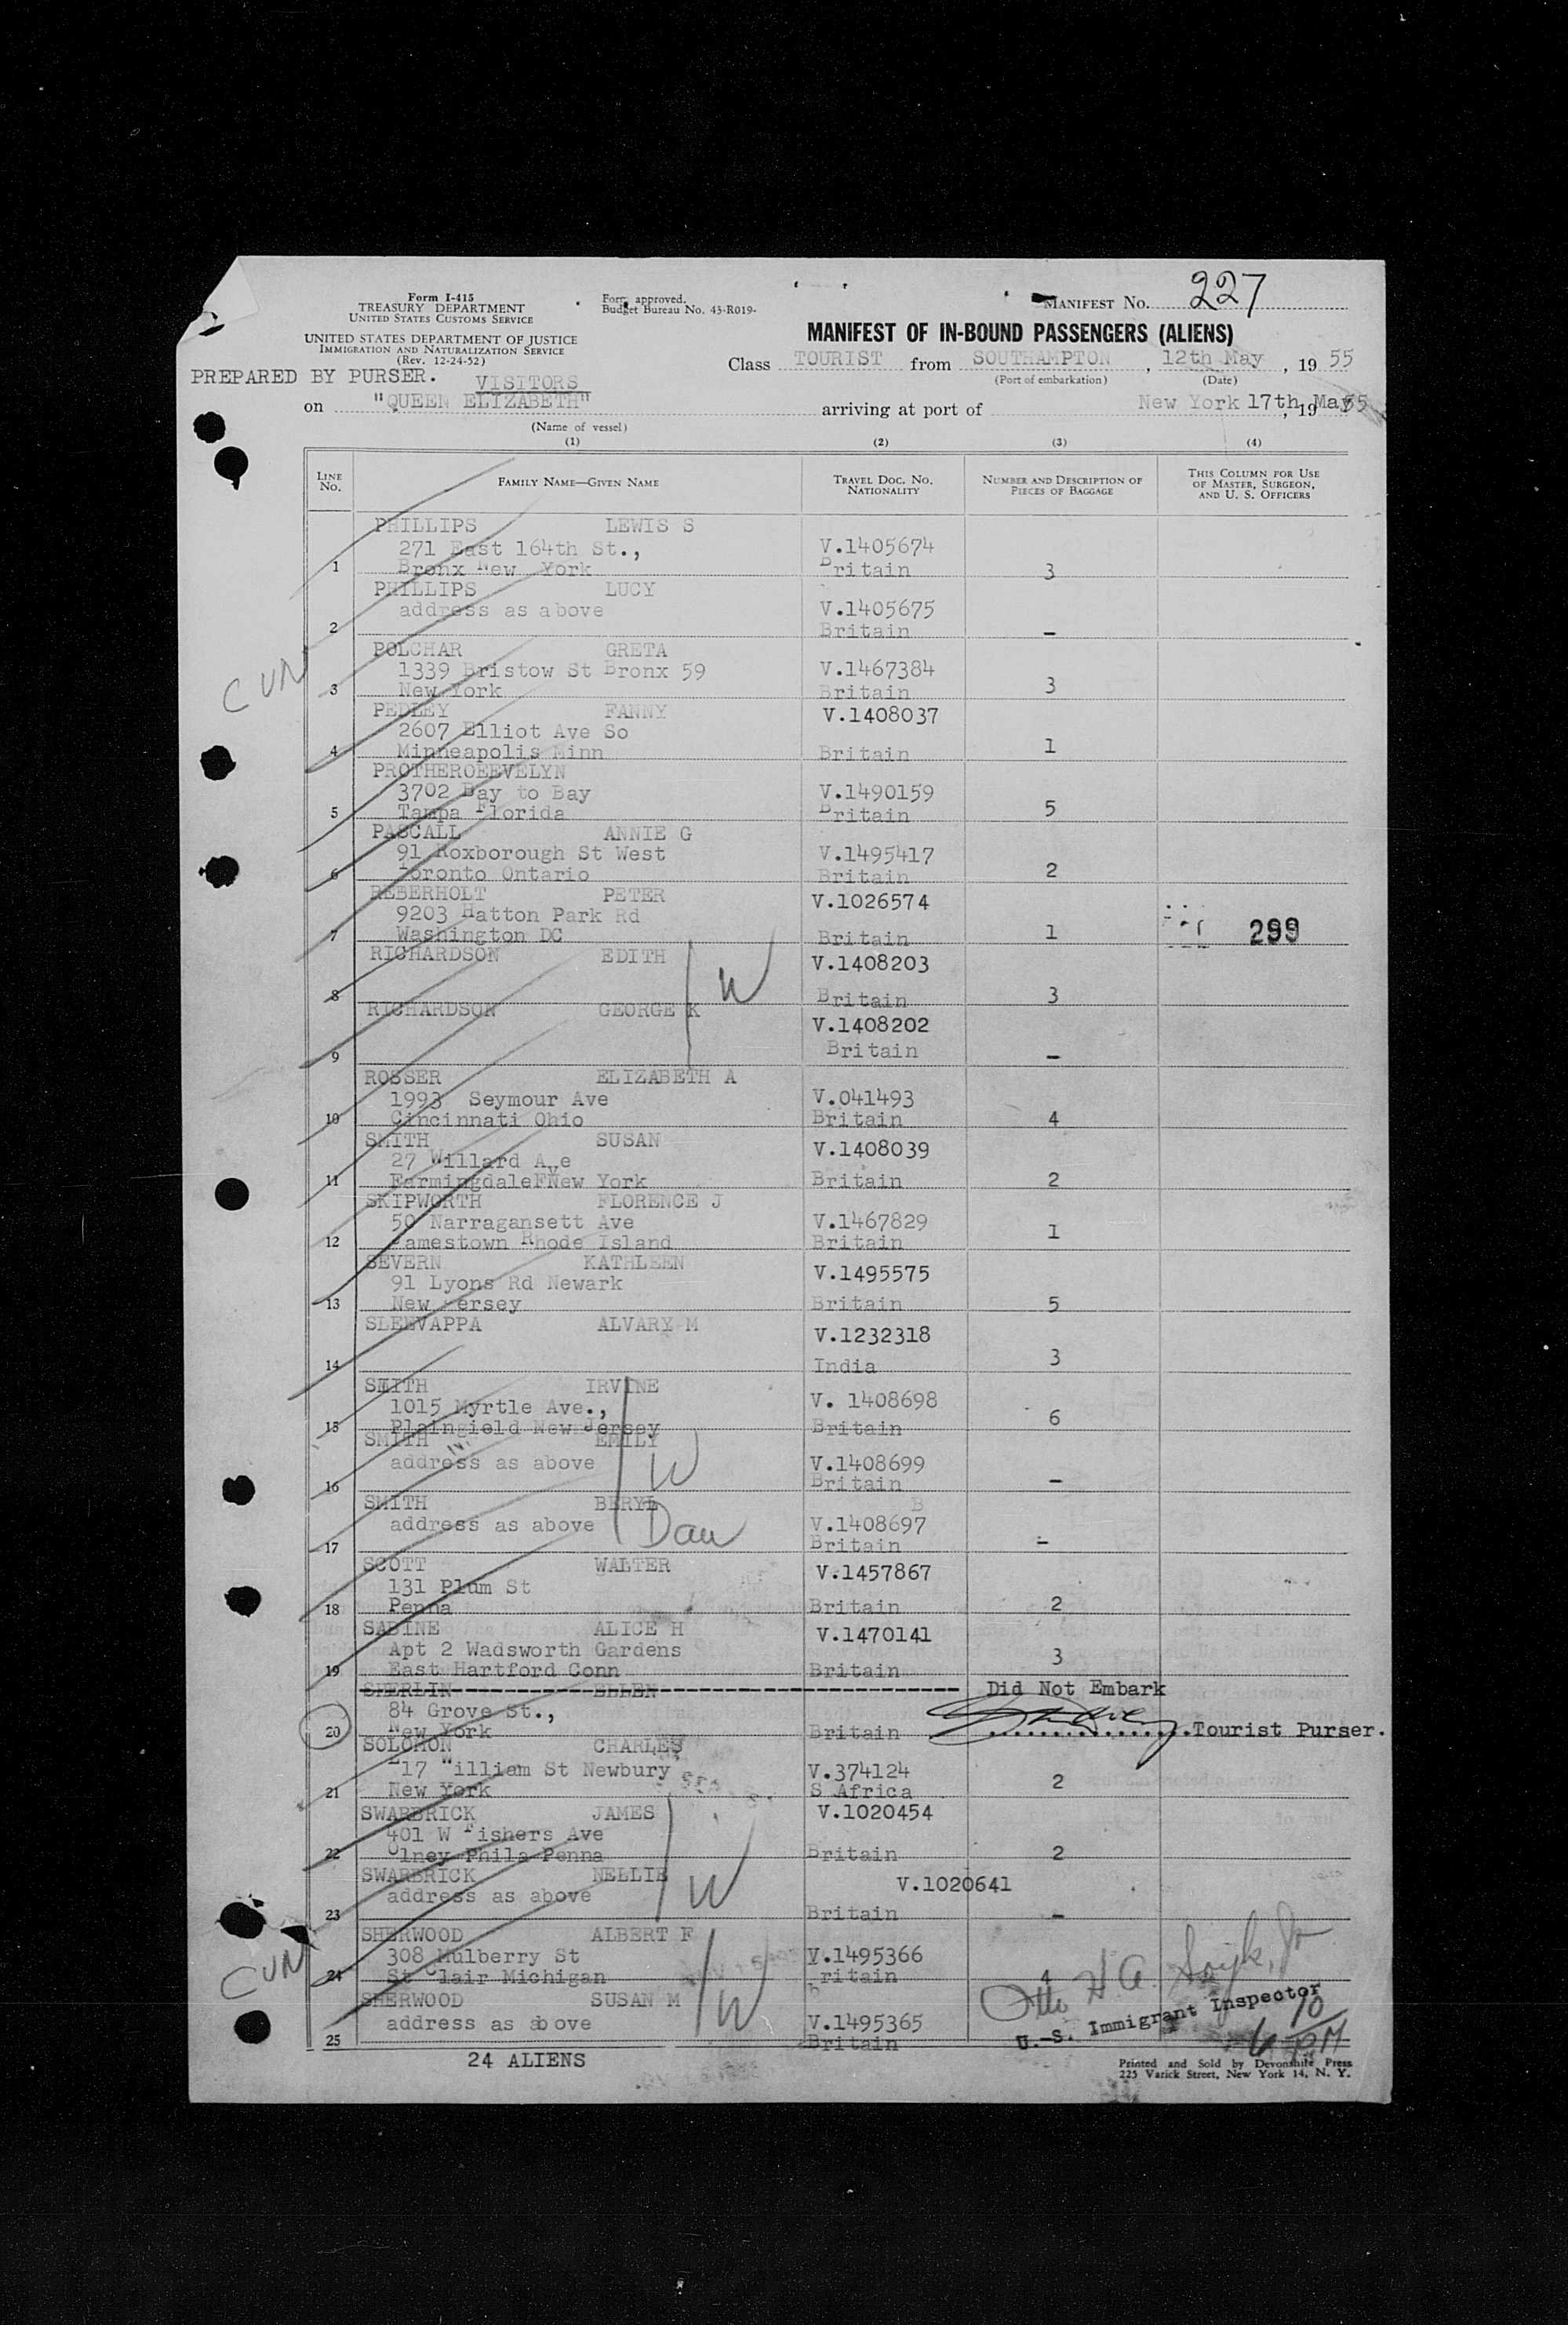 Form I-415
TREASURY DEPARTMENT
UNITED STATES CUSTOMS SERVICE
UNITED STATES DEPARTMENT OF JUSTICE
IMMIGRATION AND NATURALIZATION SERVICE
(Rev. 12-24-52)
Form approved.
Budget Bureau No. 43-R019-
MANIFEST NO. 227
MANIFEST OF IN-BOUND PASSENGERS (ALIENS)
Class TOURIST from SOUTHAMPTON, 12th May, 19 55
(Port of embarkation) (Date)
PREPARED BY PURSER. VISITORS
on "QUEEN ELIZABETH" arriving at port of New York 17th May, 1955
(Name of vessel)
(1) (2) (3) (4)
LINE NO. FAMILY NAME—GIVEN NAME TRAVEL DOC. NO. NATIONALITY NUMBER AND DESCRIPTION OF PIECES OF BAGGAGE THIS COLUMN FOR USE OF MASTER, SURGEON, AND U. S. OFFICERS
PHILLIPS LEWIS S
271 East 164th St., V.1405674
1 Bronx New York Britain 3
PHILLIPS LUCY
address as above V.1405675
2 Britain -
POLCHAR GRETA
1339 Bristow St Bronx 59 V.1467384
CUN 3 New York Britain 3
PEDLEY FANNY V.1408037
2607 Elliot Ave So
4 Minneapolis Minn Britain 1
PROTHEROEEVELYN
3702 Bay to Bay V.1490159
5 Tampa Florida Britain 5
PASCALL ANNIE G
91 Roxborough St West V.1495417
6 Toronto Ontario Britain 2
REBERHOLT PETER V.1026574
9203 Hatton Park Rd
7 Washington DC Britain 1 299
RICHARDSON EDITH V.1408203
W
8 Britain 3
RICHARDSON GEORGE K V.1408202
9 Britain -
ROSSER ELIZABETH A
1993 Seymour Ave V.041493
10 Cincinnati Ohio Britain 4
SMITH SUSAN V.1408039
27 Willard Ave
11 FarmingdaleFNew York Britain 2
SKIPWORTH FLORENCE J
50 Narragansett Ave V.1467829
12 Jamestown Rhode Island Britain 1
SEVERN KATHLEEN V.1495575
91 Lyons Rd Newark
13 New Jersey Britain 5
SLEEVAPPA ALVARY M V.1232318
14 India 3
SMITH IRVINE
1015 Myrtle Ave., V. 1408698
15 Plaingield New Jersey Britain 6
SMITH EMILY
address as above V.1408699
W
16 Britain -
SMITH BERYL B
address as above V.1408697
Dau
17 Britain -
SCOTT WALTER V.1457867
131 Plum St
18 Penna Britain 2
SABINE ALICE H V.1470141
Apt 2 Wadsworth Gardens
19 East Hartford Conn Britain 3
SHERLIN ELLEN Did Not Embark
84 Grove St.,
20 New York Britain Tourist Purser.
SOLOMON CHARLES
217 William St Newbury V.374124
21 New York S Africa 2
SWARBRICK JAMES V.1020454
401 W Fishers Ave
22 Olney Phila Penna Britain 2
SWARBRICK NELLIE V.1020641
address as above
W
23 Britain -
SHERWOOD ALBERT F
308 Mulberry St V.1495366
CUN 24 St Clair Michigan Britain 4
SHERWOOD SUSAN M
W
address as above V.1495365
25 Britain
Otto H A
U.-S. Immigrant Inspector
6 10 PM
24 ALIENS
Printed and Sold by Devonshire Press
225 Varick Street, New York 14, N. Y.